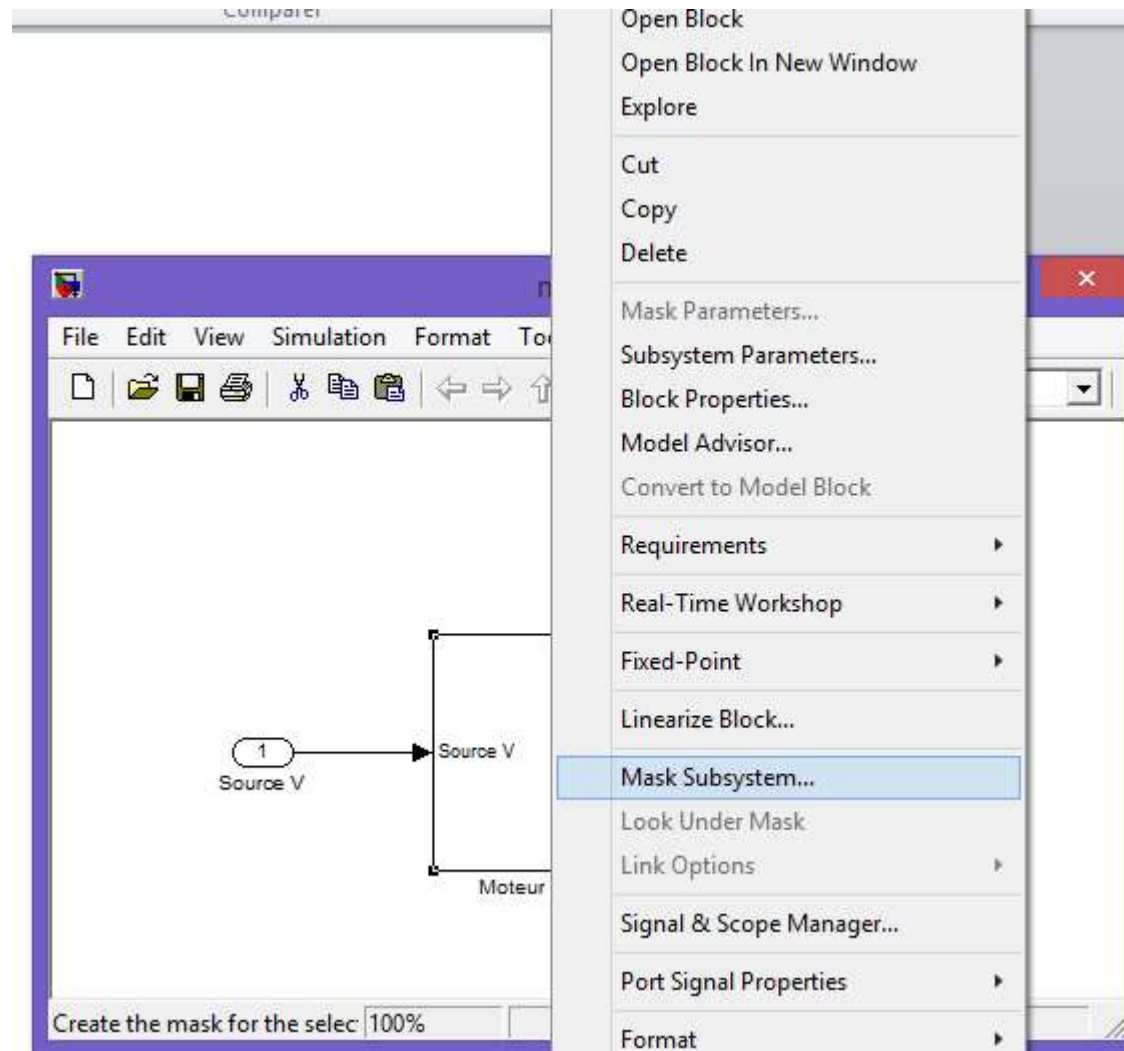 Comparer
Open Block
Open Block In New Window
Explore
Cut
Copy
Delete
Mask Parameters...
Subsystem Parameters...
Block Properties...
Model Advisor...
Convert to Model Block
Requirements
Real-Time Workshop
Fixed-Point
Linearize Block...
Mask Subsystem...
Look Under Mask
Link Options
Signal & Scope Manager...
Port Signal Properties
Format
File Edit View Simulation Format
1
Source V
Source V
Moteur
Create the mask for the selec 100%